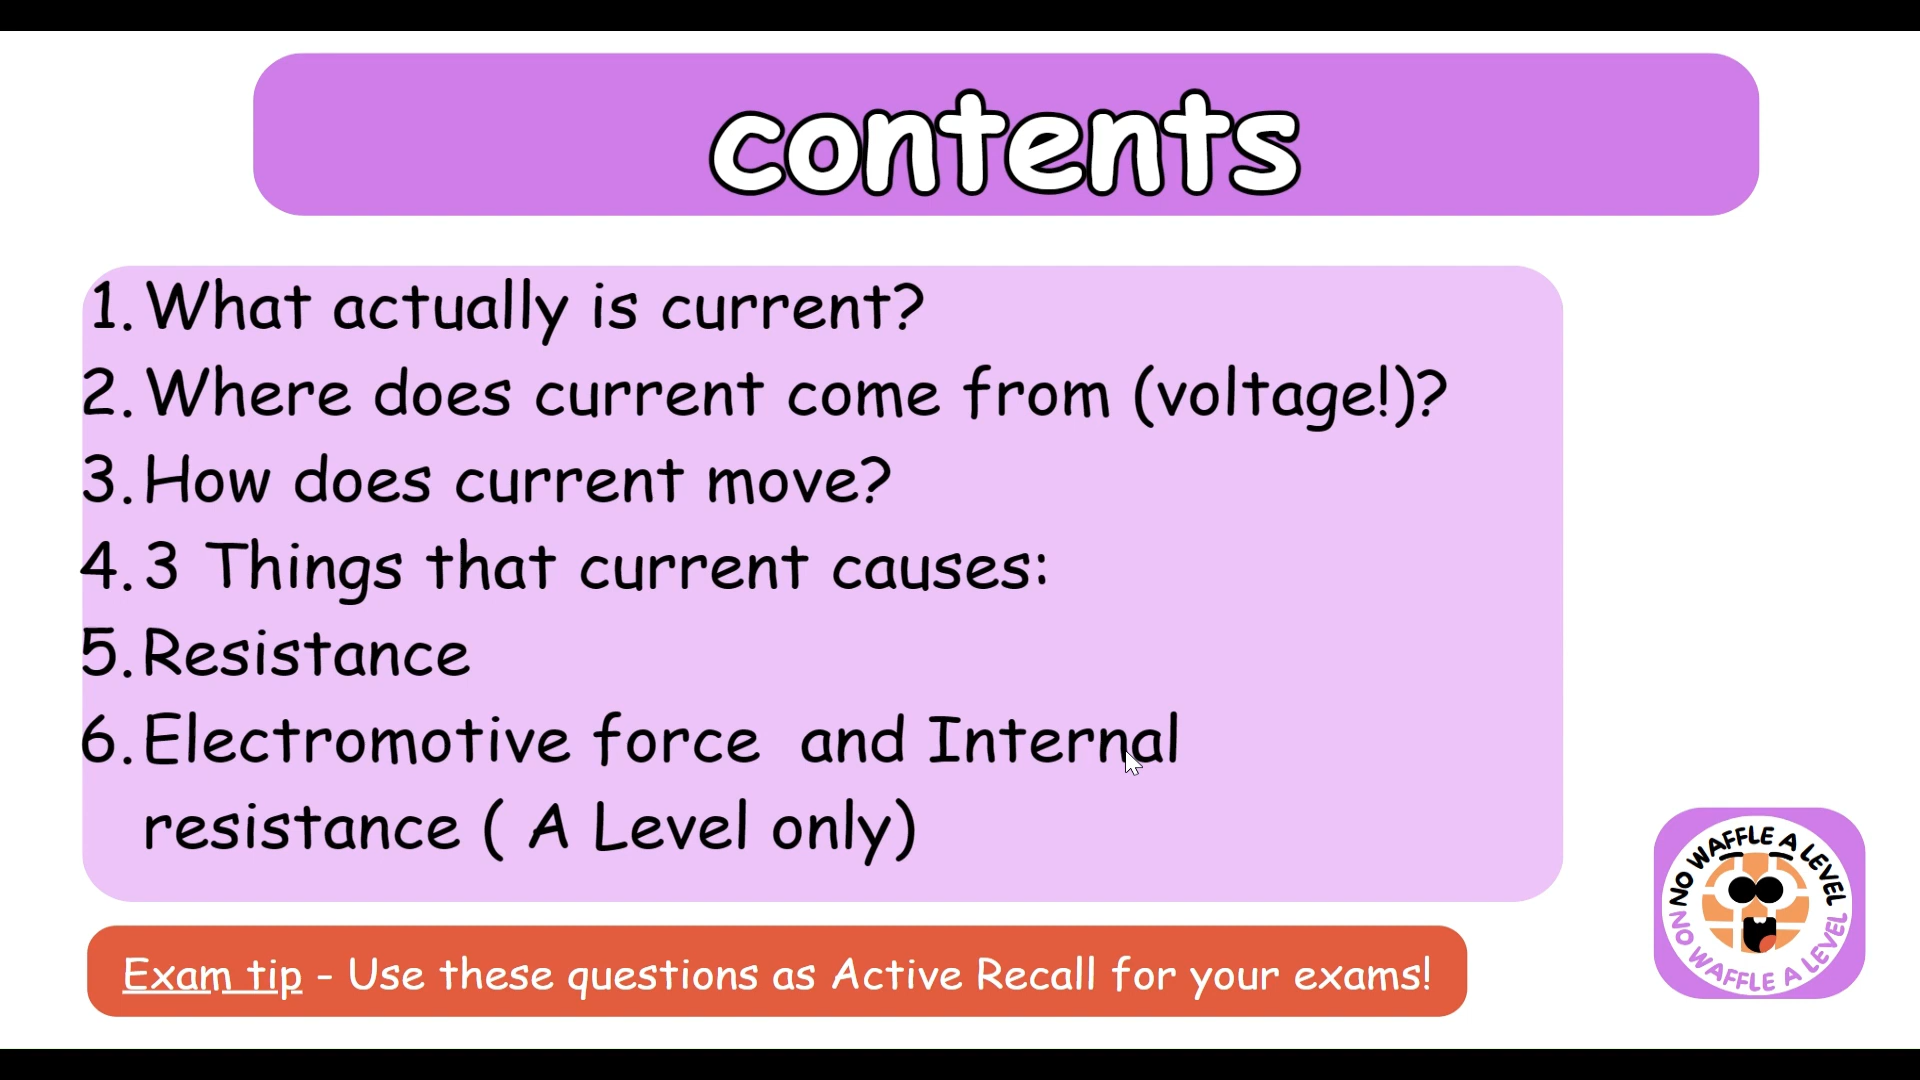 contents
1. What actually is current?
2. Where does current come from (voltage!)?
3. How does current move?
4. 3 Things that current causes:
5. Resistance
6. Electromotive force and Internal
resistance ( A Level only)
Exam tip - Use these questions as Active Recall for your exams!
NO WAFFLE A LEVEL
NO WAFFLE A LEVEL